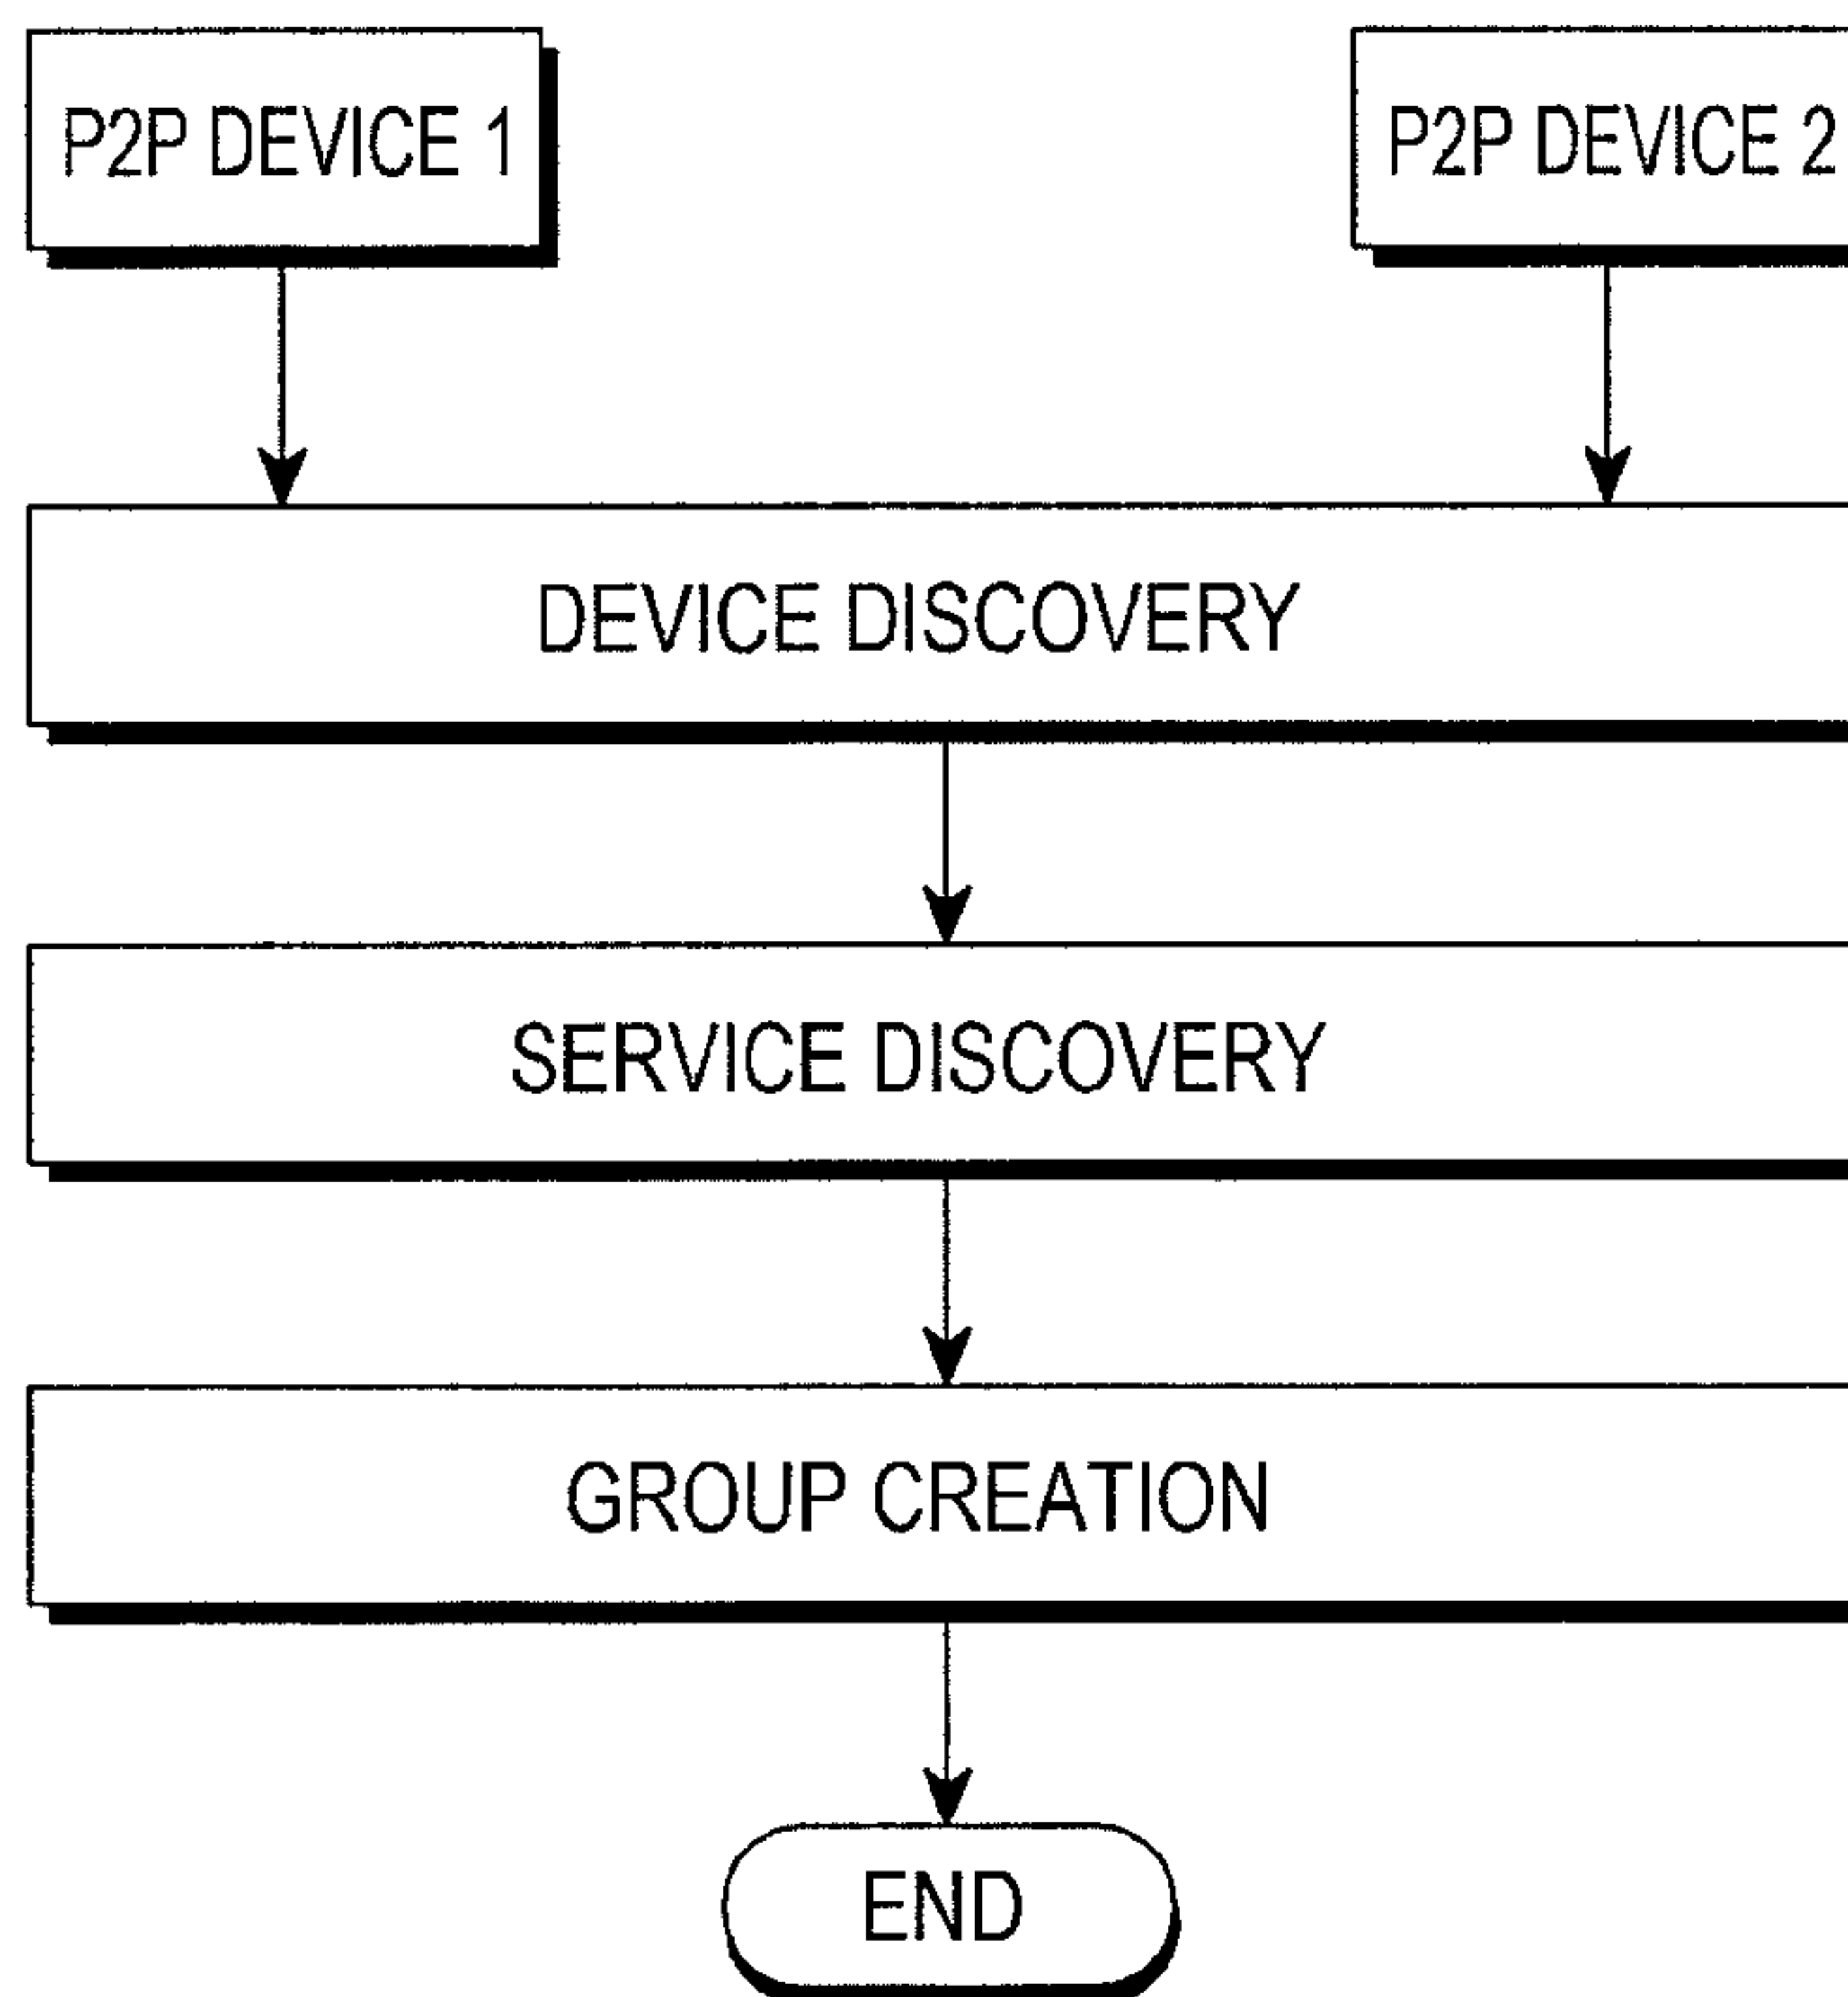 P2P DEVICE 1
P2P DEVICE 2
DEVICE DISCOVERY
SERVICE DISCOVERY
GROUP CREATION
END